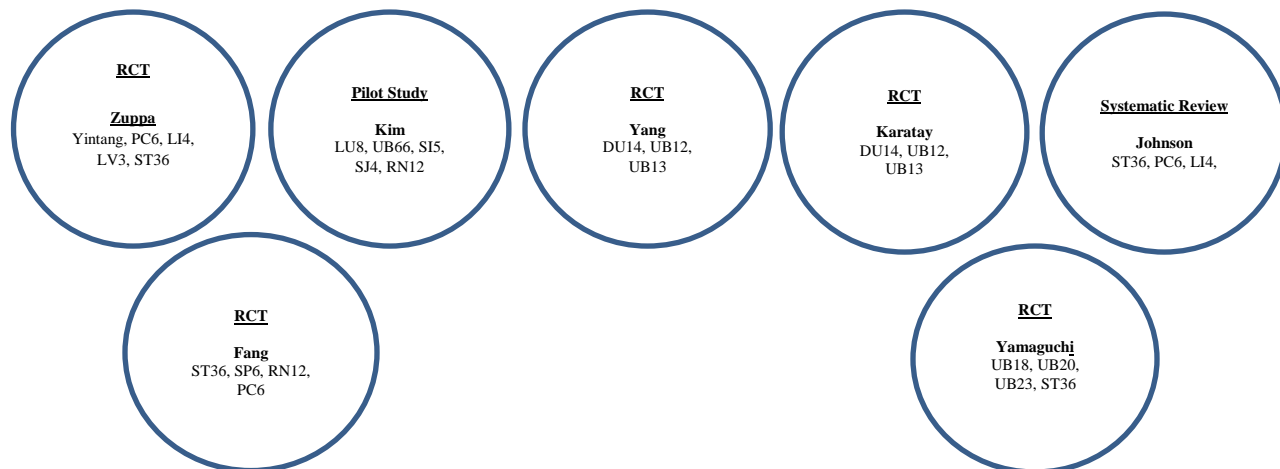 RCT
Zuppa
Yintang, PC6, LI4,
LV3, ST36
Pilot Study
Kim
LU8, UB66, SI5,
SJ4, RN12
RCT
Yang
DU14, UB12,
UB13
RCT
Karatay
DU14, UB12,
UB13
Systematic Review
Johnson
ST36, PC6, LI4,
RCT
Fang
ST36, SP6, RN12,
PC6
RCT
Yamaguchi
UB18, UB20,
UB23, ST36